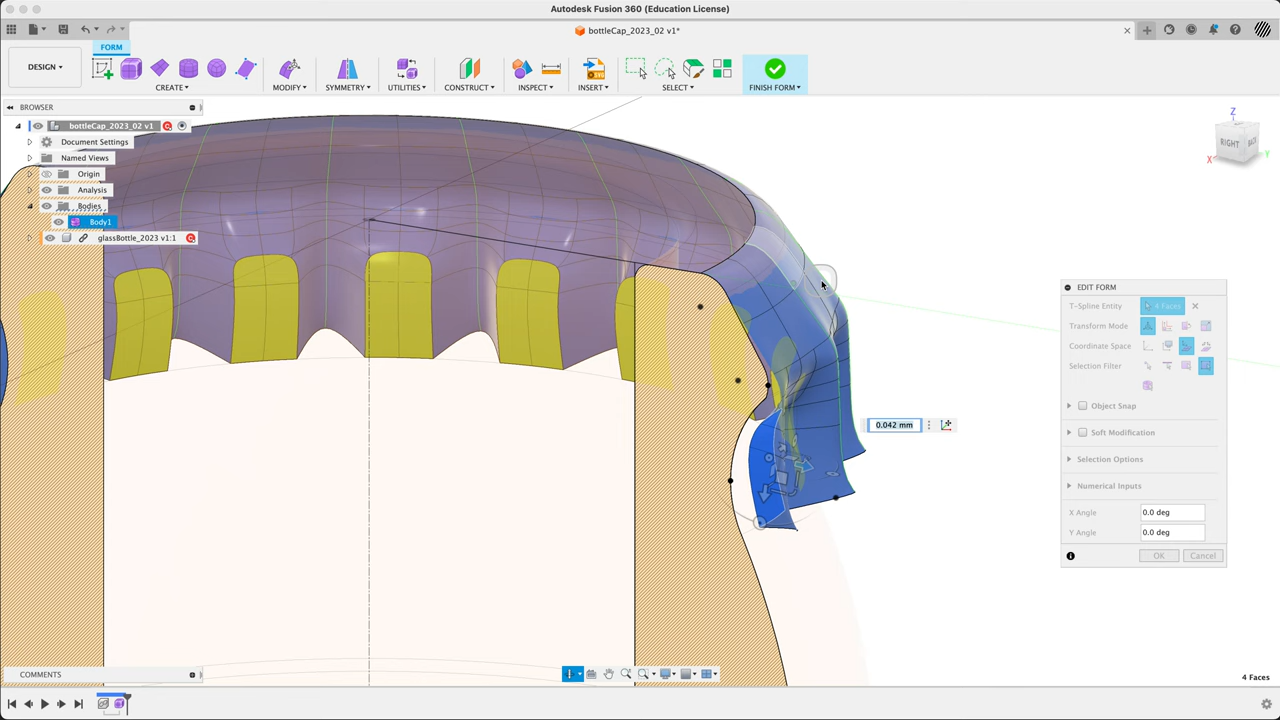 Autodesk Fusion 360 (Education License)
bottleCap_2023_02 v1*
FORM
DESIGN
CREATE
MODIFY
SYMMETRY
UTILITIES
CONSTRUCT
INSPECT
INSERT
SELECT
FINISH FORM
BROWSER
bottleCap_2023_02 v1
Document Settings
Named Views
Origin
Analysis
Bodies
Body1
glassBottle_2023 v1:1
Z
RIGHT
BACK
X
Y
EDIT FORM
T-Spline Entity
4 Faces
Transform Mode
Coordinate Space
Selection Filter
Object Snap
Soft Modification
Selection Options
Numerical Inputs
X Angle
0.0 deg
Y Angle
0.0 deg
OK
Cancel
0.042 mm
COMMENTS
4 Faces